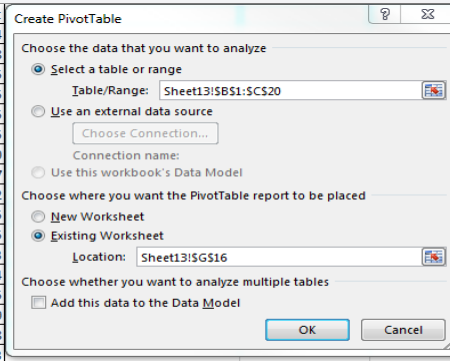 Create PivotTable
Choose the data that you want to analyze
Select a table or range
Table/Range: Sheet13!$B$1:$C$20
Use an external data source
Choose Connection...
Connection name:
Use this workbook's Data Model
Choose where you want the PivotTable report to be placed
New Worksheet
Existing Worksheet
Location: Sheet13!$G$16
Choose whether you want to analyze multiple tables
Add this data to the Data Model
OK Cancel